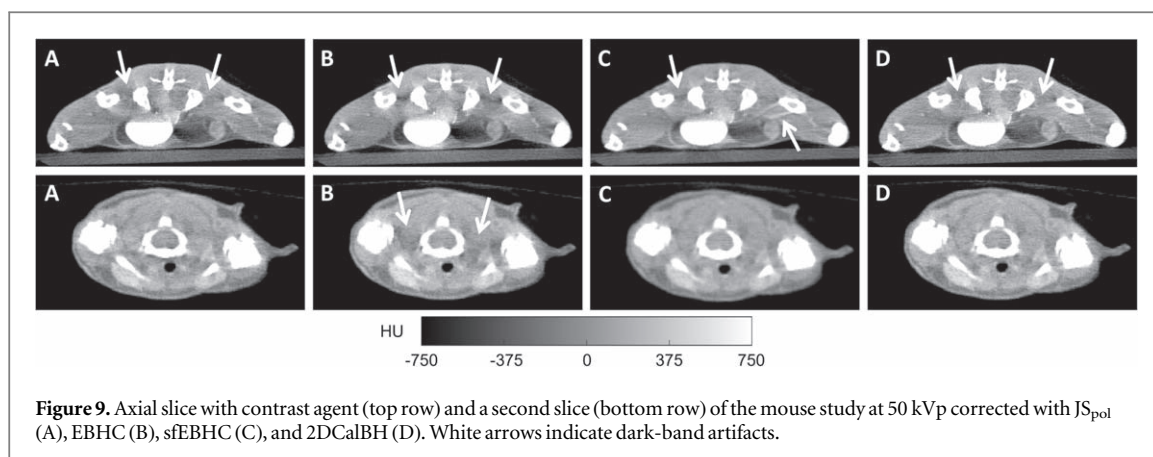 A
B
C
D
A
B
C
D
HU
-750 -375 0 375 750
Figure 9. Axial slice with contrast agent (top row) and a second slice (bottom row) of the mouse study at 50 kVp corrected with JSpol
(A), EBHC (B), sfEBHC (C), and 2DCalBH (D). White arrows indicate dark-band artifacts.